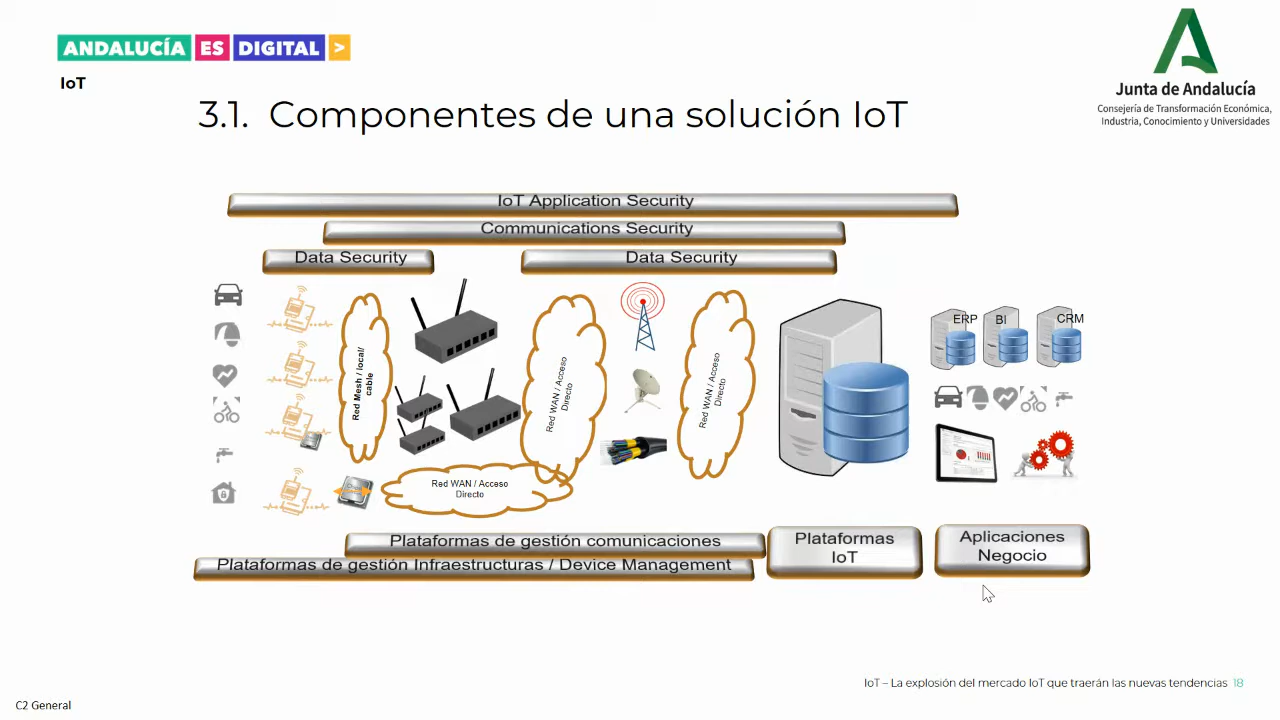 ANDALUCÍA ES DIGITAL >
IoT
3.1. Componentes de una solución IoT
Junta de Andalucía
Consejería de Transformación Económica,
Industria, Conocimiento y Universidades
IoT Application Security
Communications Security
Data Security
Data Security
Red Mesh / local/
cable
Red WAN / Acceso
Directo
Red WAN / Acceso
Directo
Red WAN / Acceso
Directo
ERP
BI
CRM
Plataformas de gestión comunicaciones
Plataformas de gestión Infraestructuras / Device Management
Plataformas
IoT
Aplicaciones
Negocio
IoT – La explosión del mercado IoT que traerán las nuevas tendencias 18
C2 General